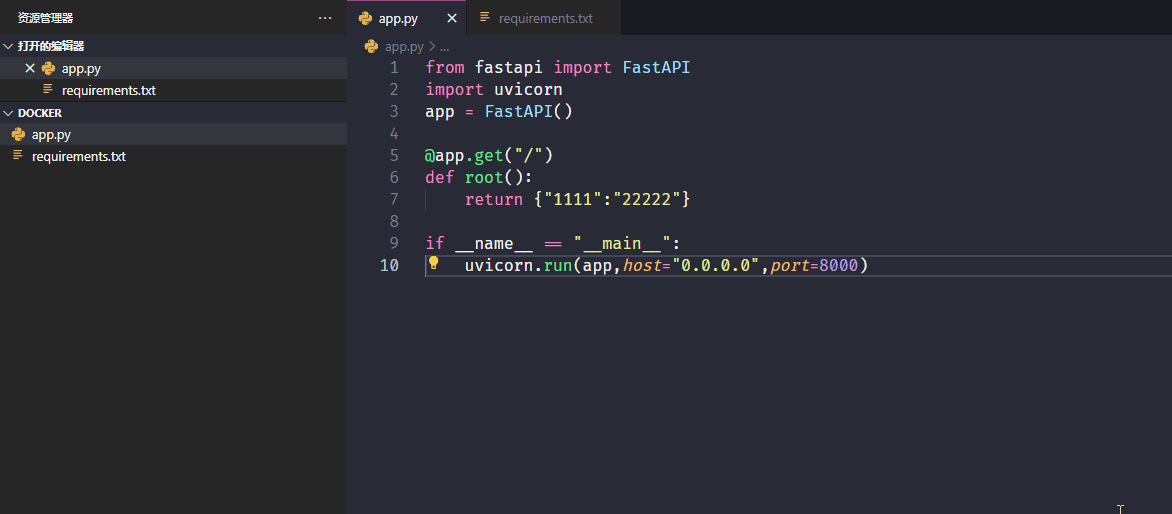 资源管理器
打开的编辑器
app.py
requirements.txt
DOCKER
app.py
requirements.txt
app.py
requirements.txt
app.py > ...
1 from fastapi import FastAPI
2 import uvicorn
3 app = FastAPI()
4
5 @app.get("/")
6 def root():
7 return {"1111":"22222"}
8
9 if __name__ == "__main__":
10 uvicorn.run(app,host="0.0.0.0",port=8000)